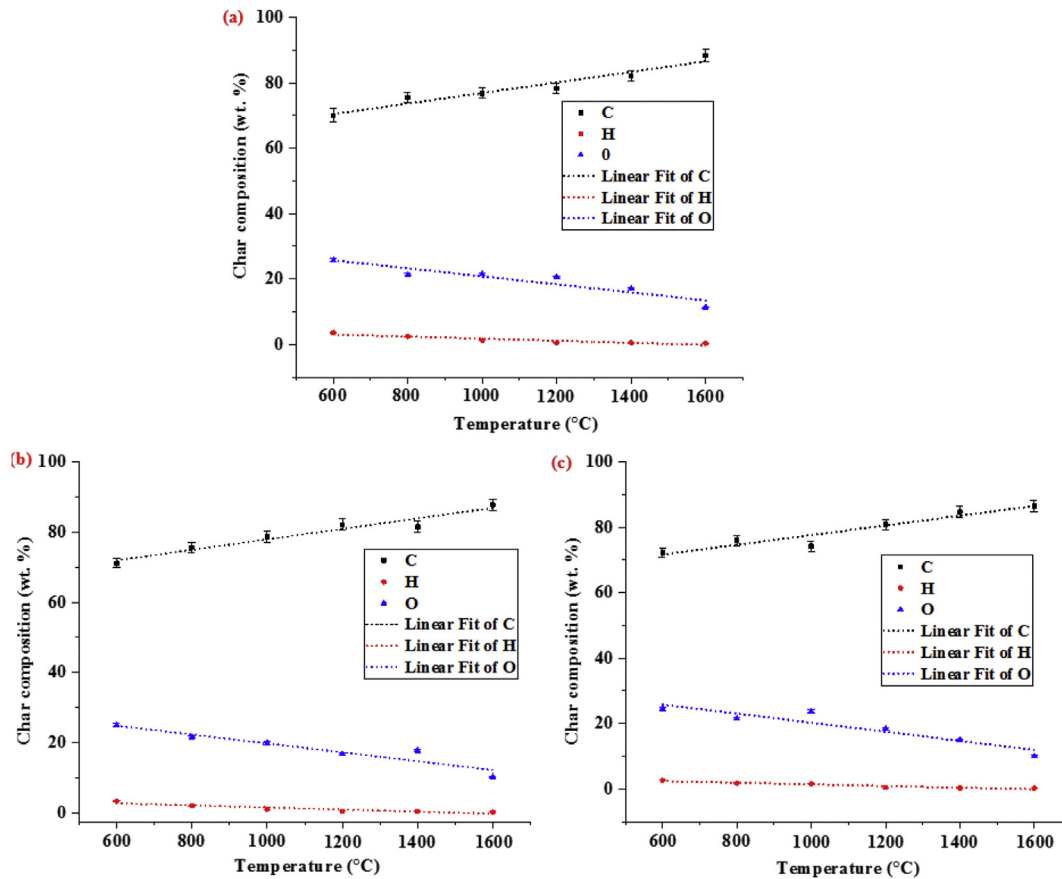 (a)
100
80
60
40
20
0
Char composition (wt. %)
C
H
0
Linear Fit of C
Linear Fit of H
Linear Fit of O
600 800 1000 1200 1400 1600
Temperature (°C)
(b)
100
80
60
40
20
0
Char composition (wt. %)
C
H
O
Linear Fit of C
Linear Fit of H
Linear Fit of O
600 800 1000 1200 1400 1600
Temperature (°C)
(c)
100
80
60
40
20
0
Char composition (wt. %)
C
H
O
Linear Fit of C
Linear Fit of H
Linear Fit of O
600 800 1000 1200 1400 1600
Temperature (°C)